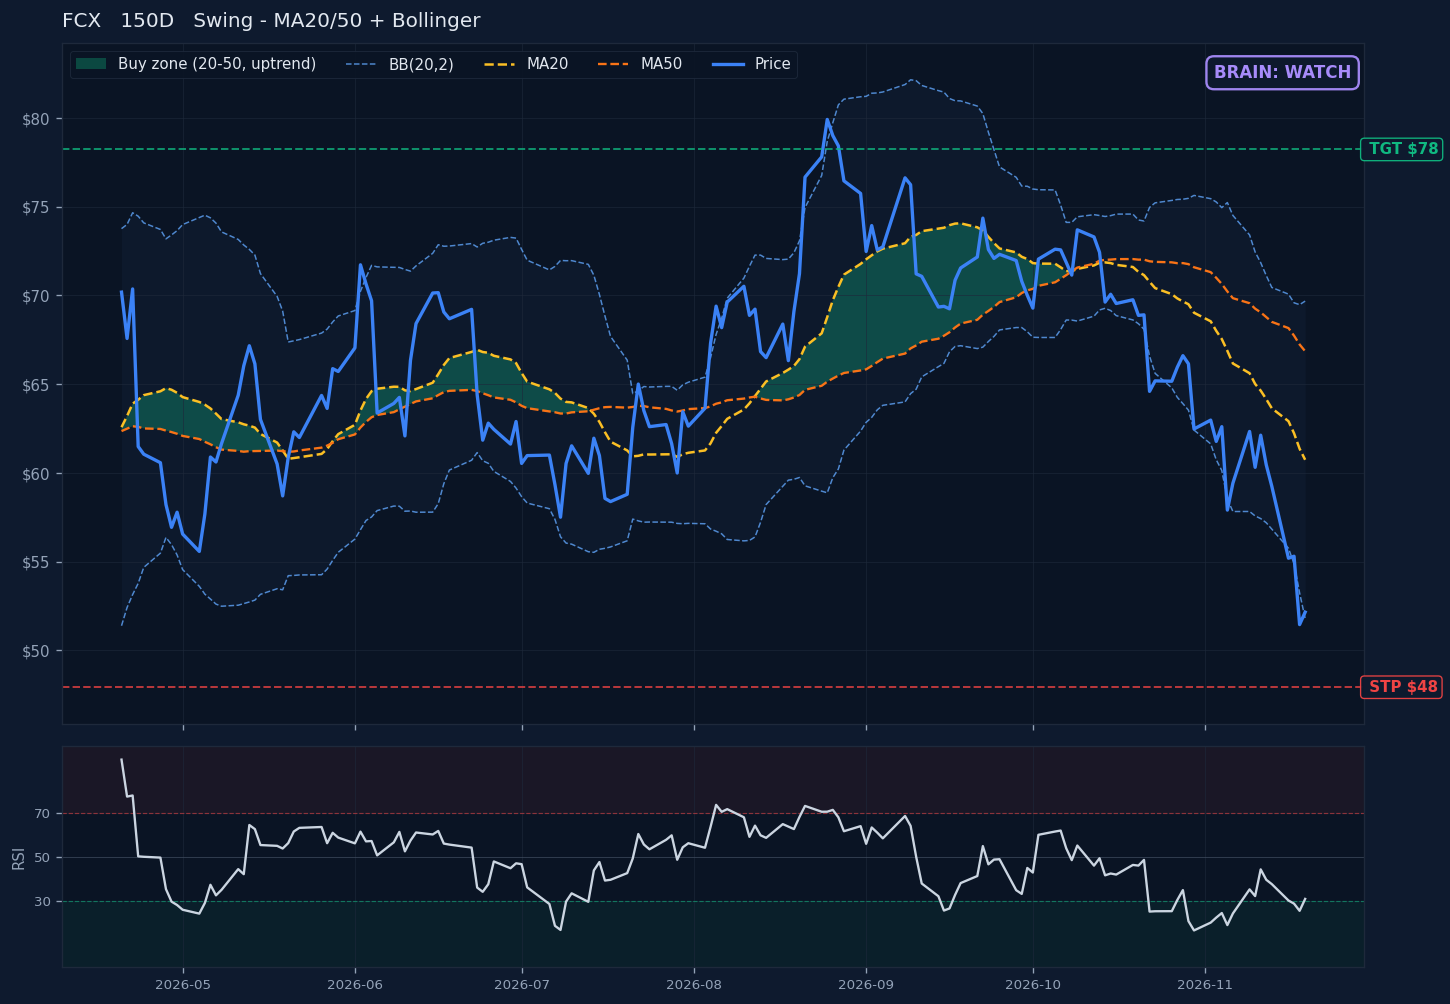 FCX 150D Swing - MA20/50 + Bollinger
Buy zone (20-50, uptrend) BB(20,2) MA20 MA50 Price
BRAIN: WATCH
$80
TGT $78
$75
$70
$65
$60
$55
$50
STP $48
70
50
30
RSI
2026-05 2026-06 2026-07 2026-08 2026-09 2026-10 2026-11